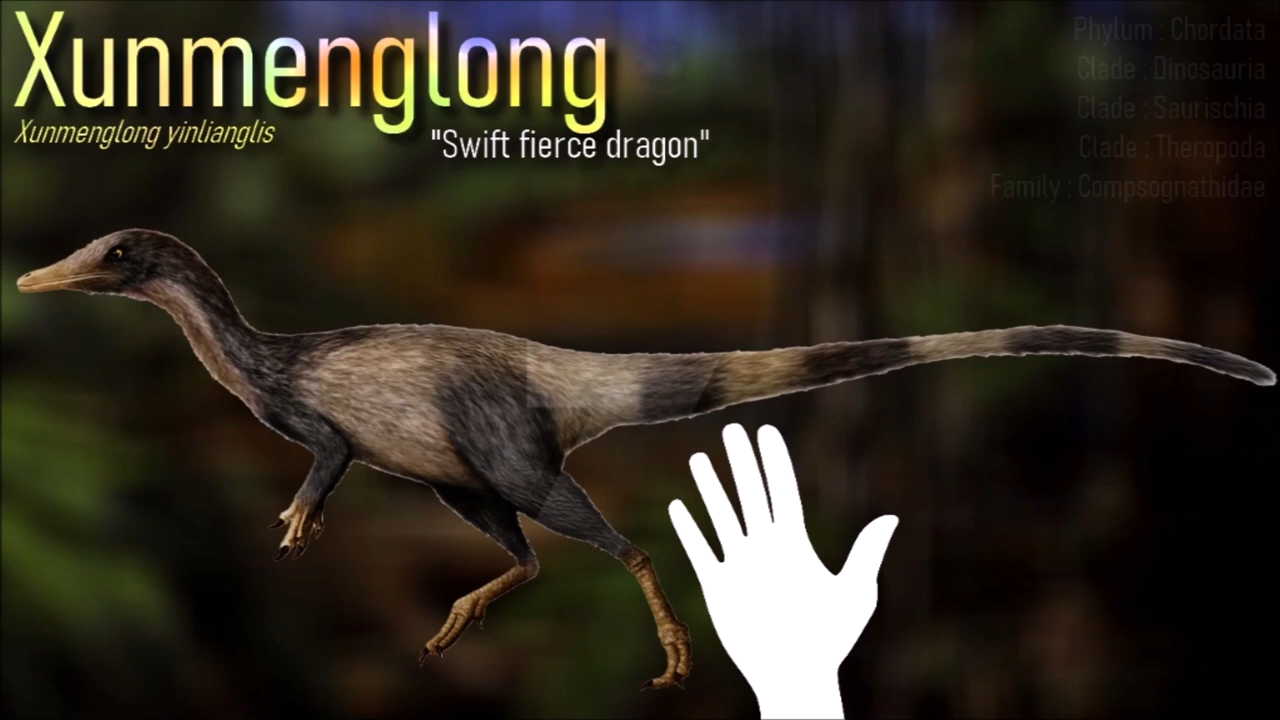 Xunmenglong
Xunmenglong yinlianglis
"Swift fierce dragon"
Phylum : Chordata
Clade : Dinosauria
Clade : Saurischia
Clade : Theropoda
Family : Compsognathidae